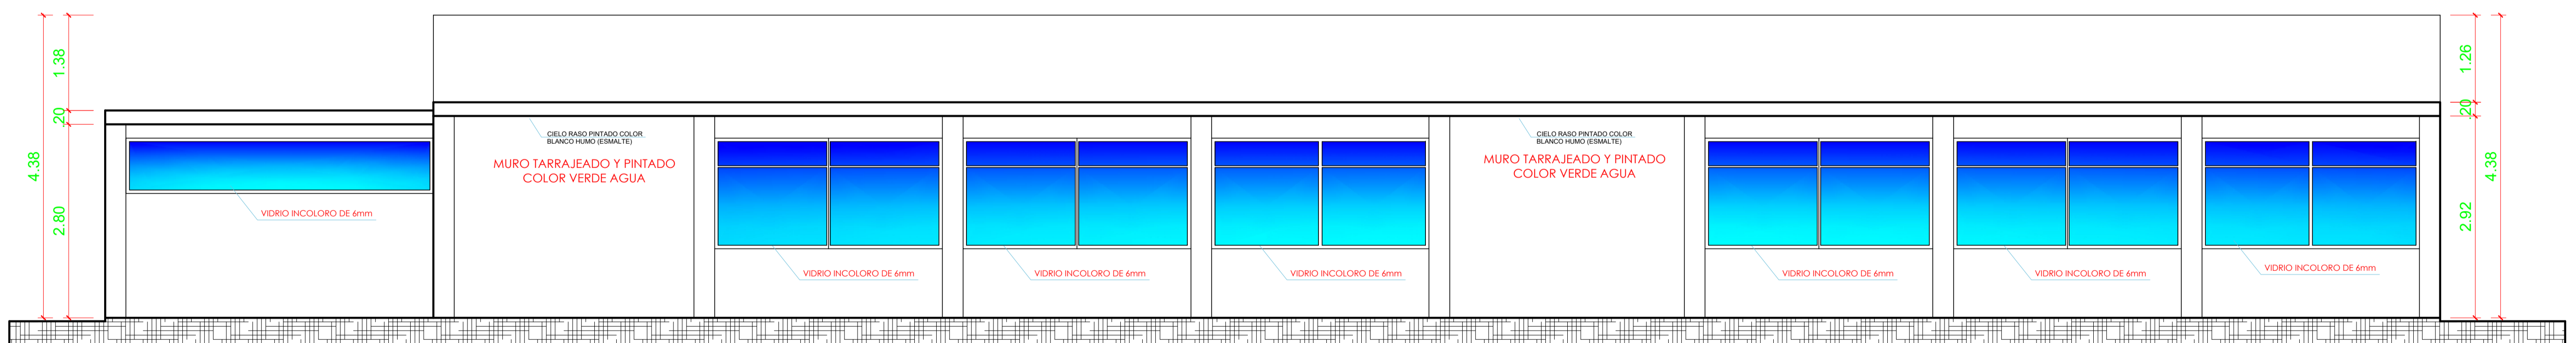 4.38
1.38
.20
2.80
VIDRIO INCOLORO DE 6mm
CIELO RASO PINTADO COLOR
BLANCO HUMO (ESMALTE)
MURO TARRAJEADO Y PINTADO
COLOR VERDE AGUA
VIDRIO INCOLORO DE 6mm
VIDRIO INCOLORO DE 6mm
VIDRIO INCOLORO DE 6mm
CIELO RASO PINTADO COLOR
BLANCO HUMO (ESMALTE)
MURO TARRAJEADO Y PINTADO
COLOR VERDE AGUA
VIDRIO INCOLORO DE 6mm
VIDRIO INCOLORO DE 6mm
VIDRIO INCOLORO DE 6mm
1.26
.20
2.92
4.38